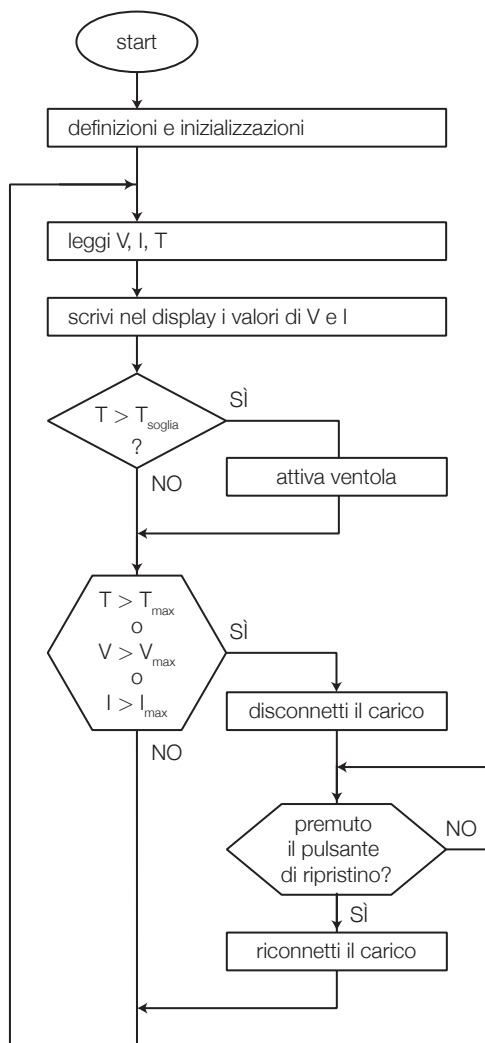 start
definizioni e inizializzazioni
leggi V, I, T
scrivi nel display i valori di V e I
T > Tsoglia
?
SÌ
NO
attiva ventola
T > Tmax
o
V > Vmax
o
I > Imax
SÌ
NO
disconnetti il carico
premuto
il pulsante
di ripristino?
NO
SÌ
riconnetti il carico